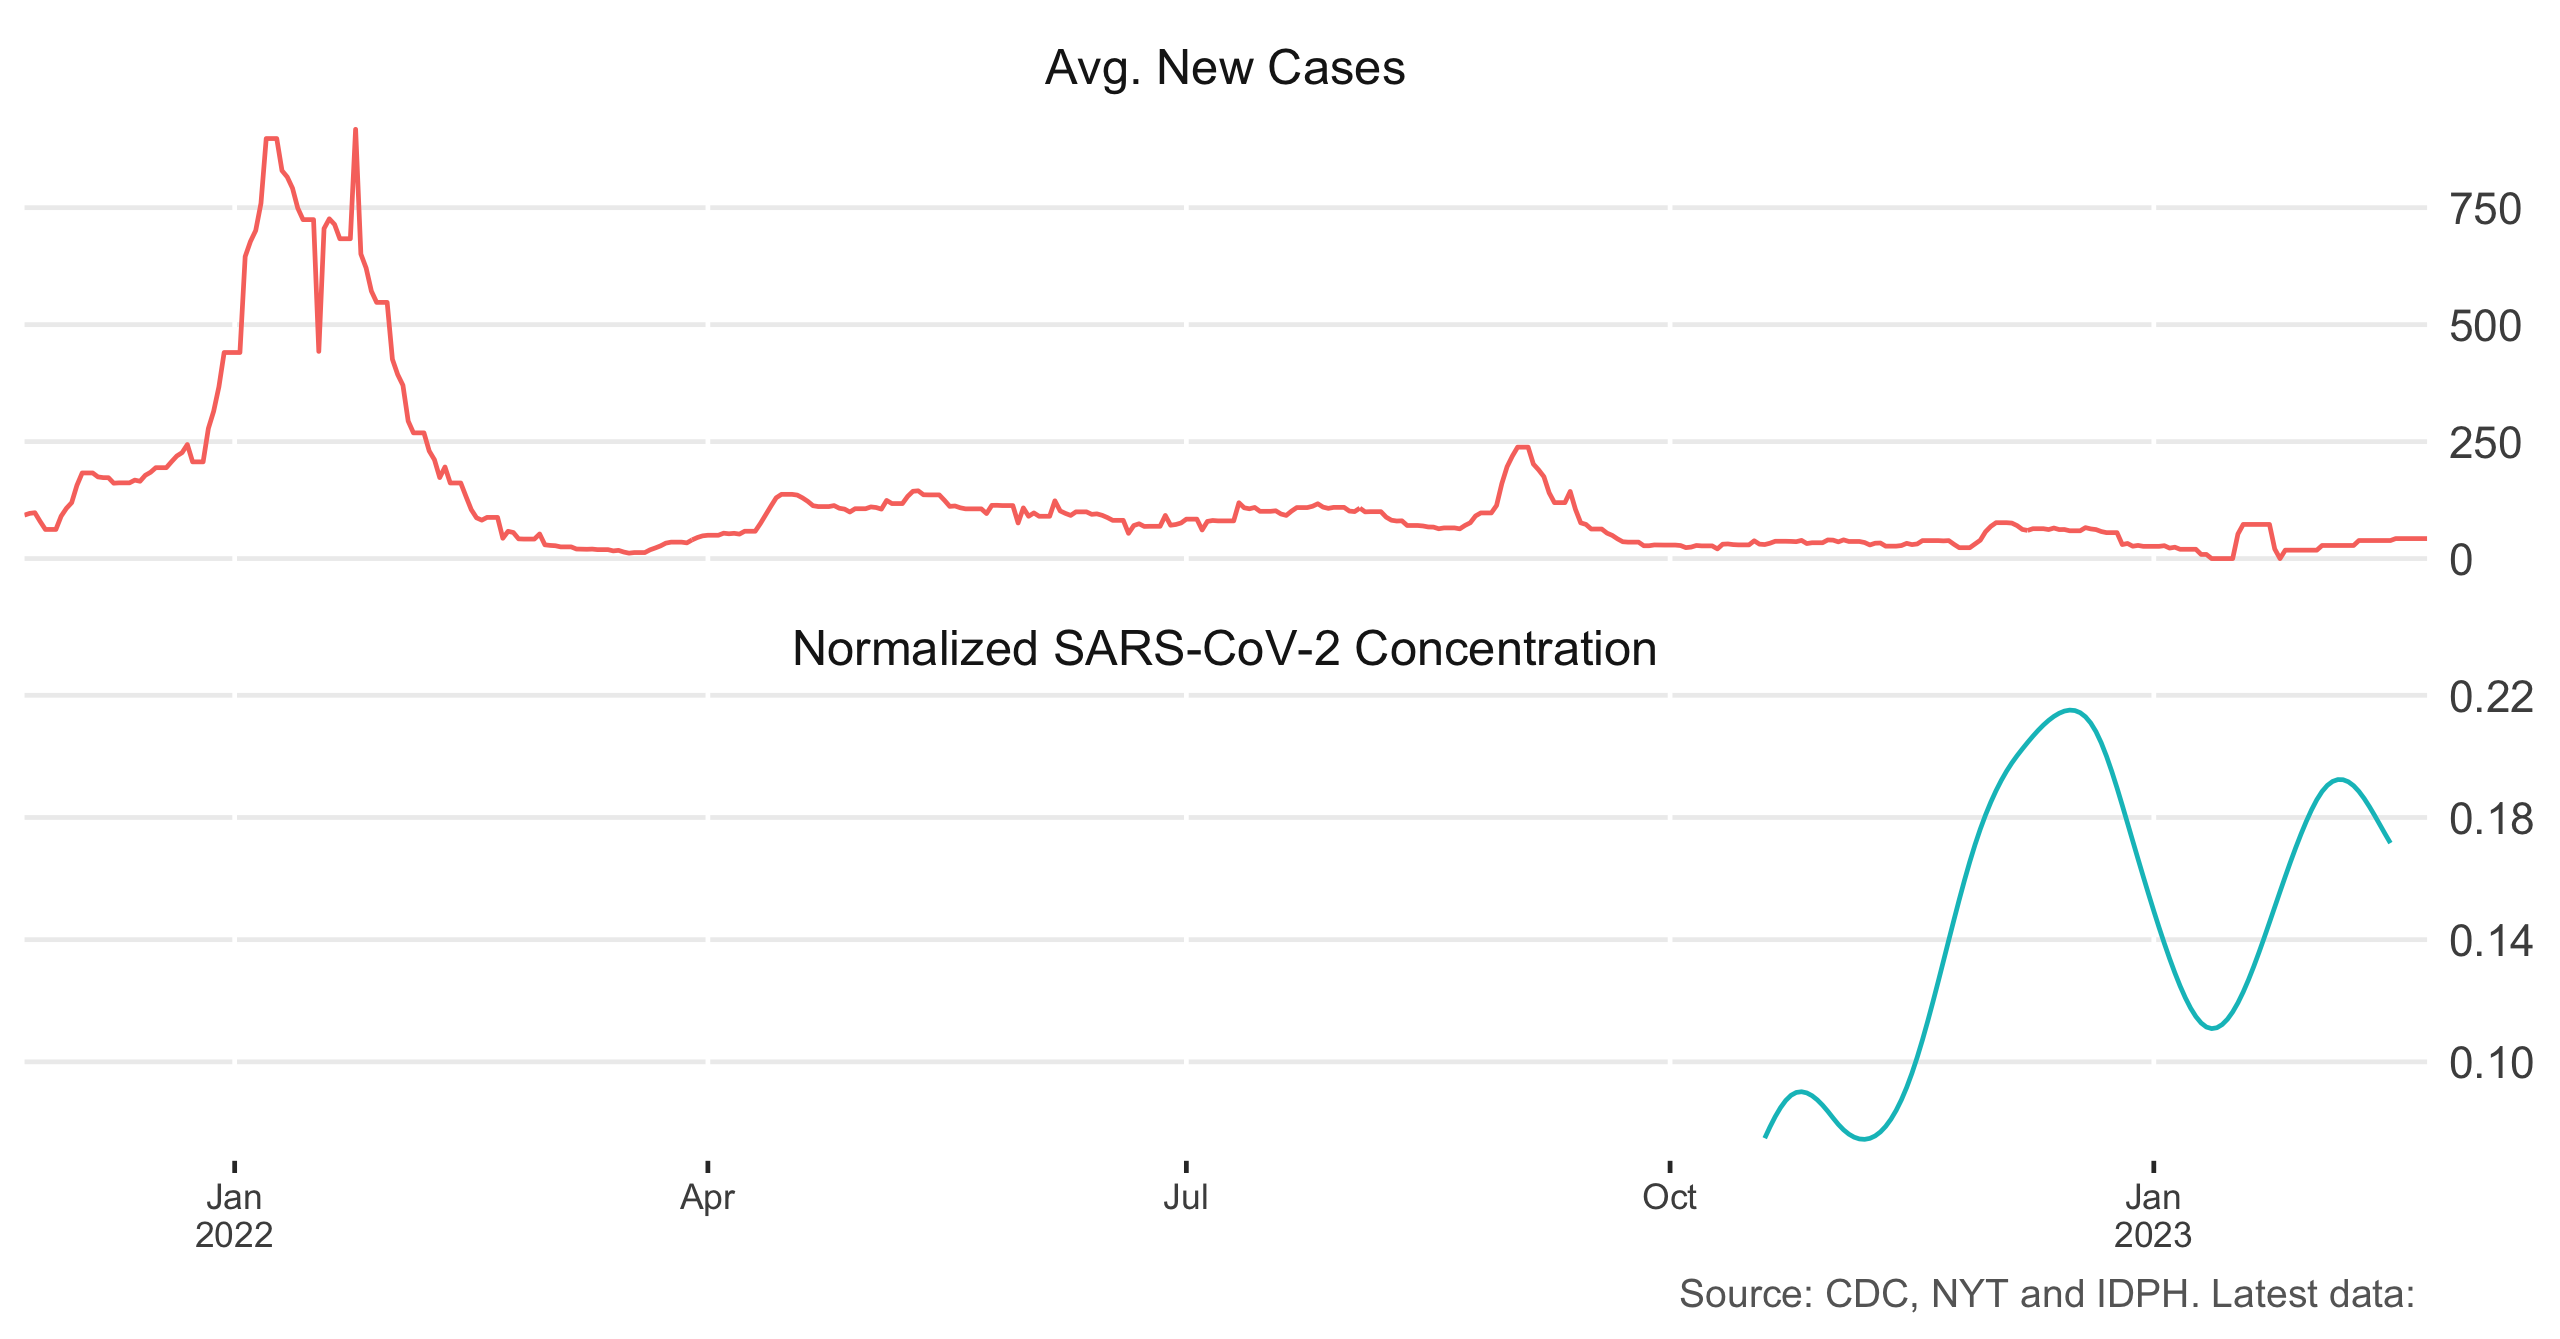 Avg. New Cases
750
500
250
0
Normalized SARS-CoV-2 Concentration
0.22
0.18
0.14
0.10
Jan Apr Jul Oct Jan
2022 2023
Source: CDC, NYT and IDPH. Latest data: